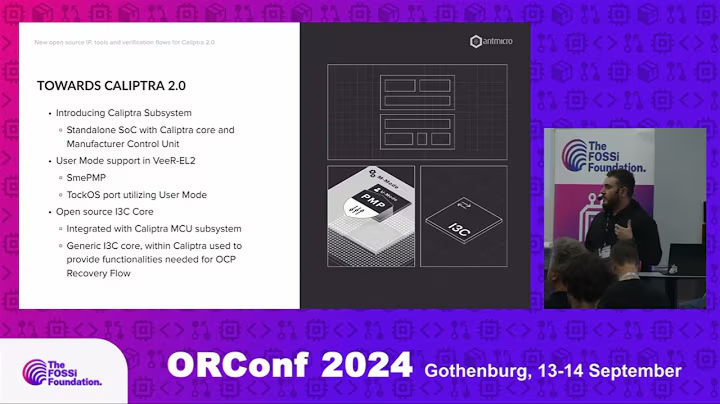 New open source IP, tools and verification flows for Caliptra 2.0
antmicro
TOWARDS CALIPTRA 2.0
• Introducing Caliptra Subsystem
Standalone SoC with Caliptra core and
Manufacturer Control Unit
• User Mode support in VeeR-EL2
SmePMP
TockOS port utilizing User Mode
• Open source I3C Core
Integrated with Caliptra MCU subsystem
Generic I3C core, within Caliptra used to
provide functionalities needed for OCP
Recovery Flow
M-Mode
U-Mode
PMP
I3C
The
FOSSi
Foundation.
The
FOSSi
Foundation.
ORConf 2024 Gothenburg, 13-14 September